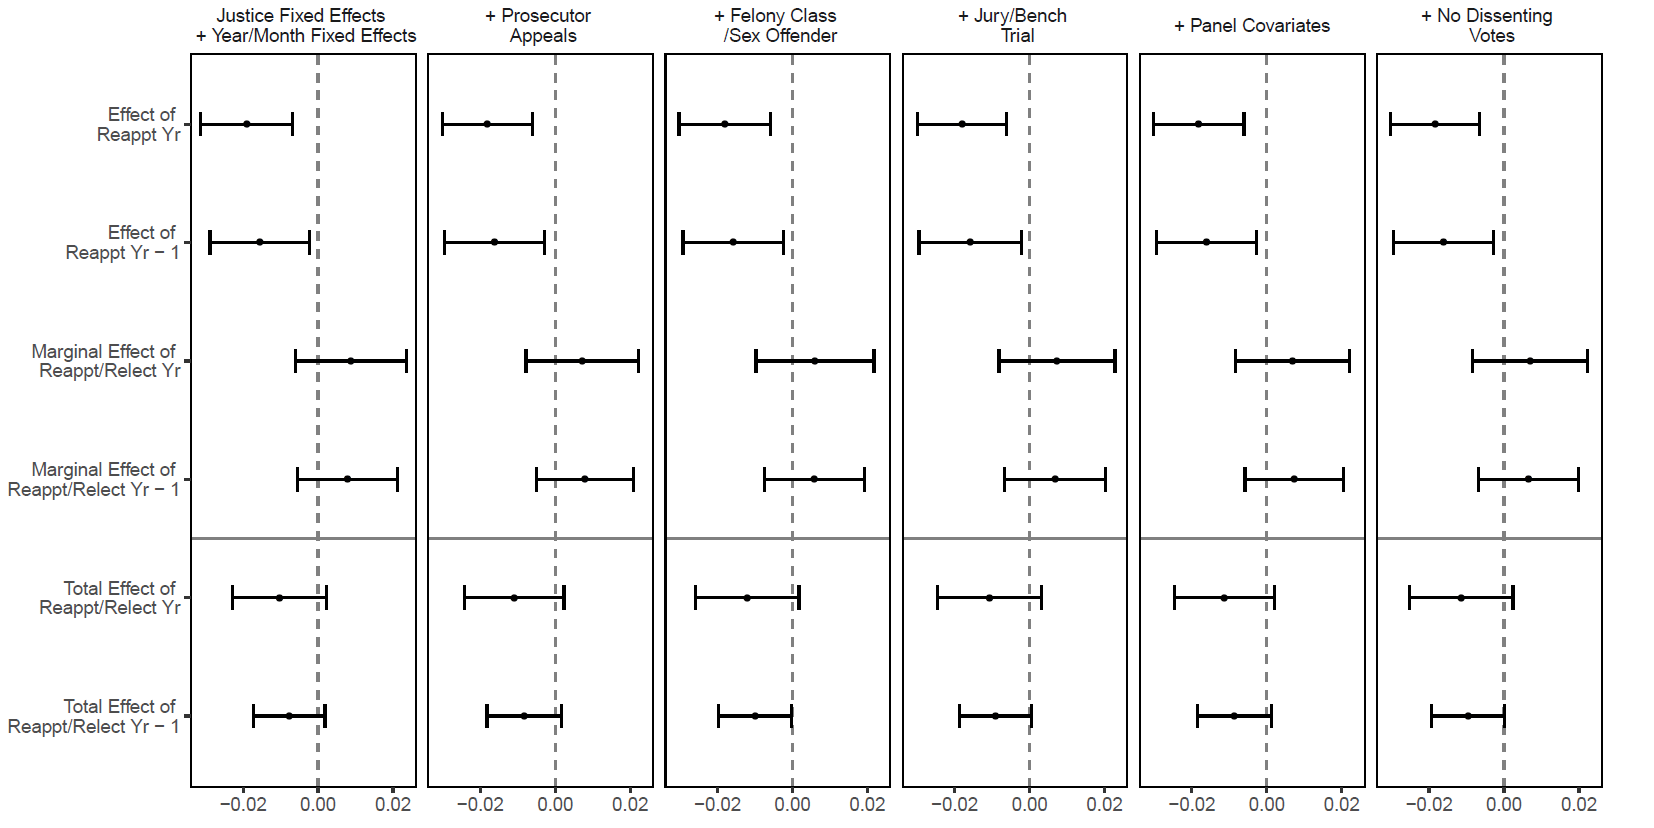 Justice Fixed Effects
+ Year/Month Fixed Effects
+ Prosecutor
Appeals
+ Felony Class
/Sex Offender
+ Jury/Bench
Trial
+ Panel Covariates
+ No Dissenting
Votes
Effect of
Reappt Yr
Effect of
Reappt Yr − 1
Marginal Effect of
Reappt/Relect Yr
Marginal Effect of
Reappt/Relect Yr − 1
Total Effect of
Reappt/Relect Yr
Total Effect of
Reappt/Relect Yr − 1
−0.02 0.00 0.02 −0.02 0.00 0.02 −0.02 0.00 0.02 −0.02 0.00 0.02 −0.02 0.00 0.02 −0.02 0.00 0.02